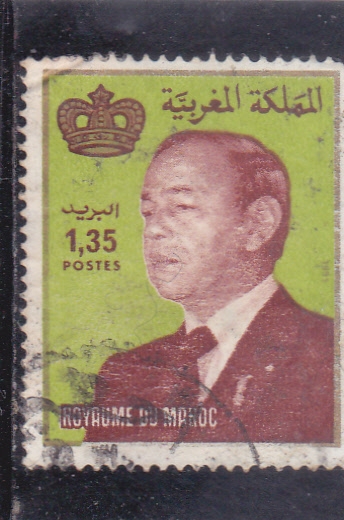 المملكة المغربية
البريد
1,35
POSTES
ROYAUME DU MAROC